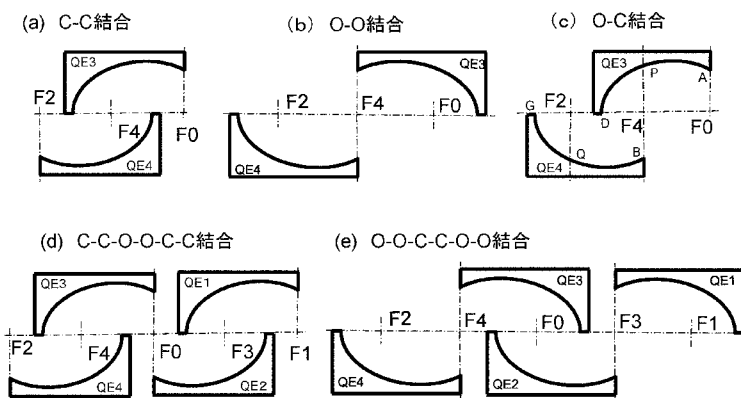 (a) C-C結合
QE3
F2
F4
F0
QE4
(b) O-O結合
QE3
F2
F4
F0
QE4
(c) O-C結合
QE3
P
A
G
F2
D
F4
F0
Q
B
QE4
(d) C-C-O-O-C-C結合
QE3
QE1
F2
F4
F0
F3
F1
QE4
QE2
(e) O-O-C-C-O-O結合
QE3
QE1
F2
F4
F0
F3
F1
QE4
QE2